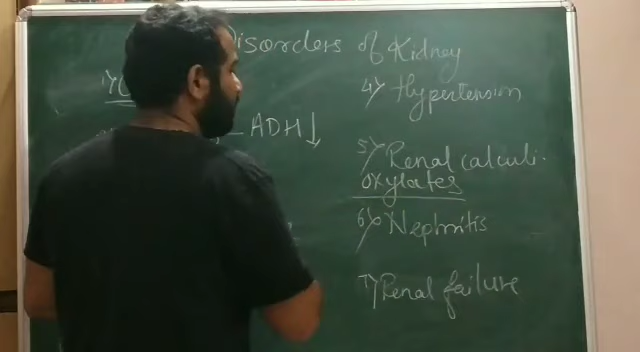 Disorders of Kidney
ADH↓
4) Hypertension
5) Renal calculi.
oxylates
6) Nephritis
7) Renal failure